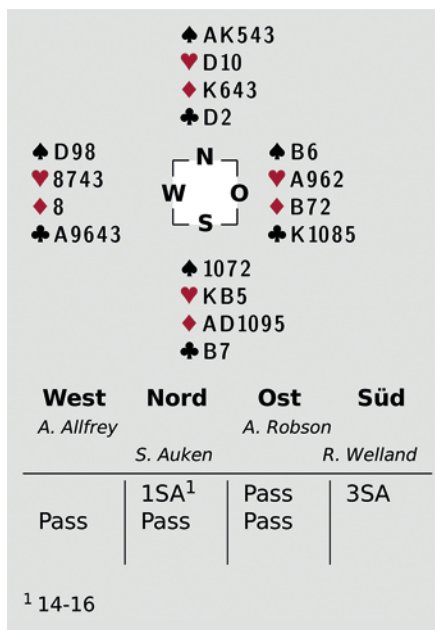 ♠ AK543
♥ D10
♦ K643
♣ D2
♠ D98
♥ 8743
♦ 8
♣ A9643
N
W O
S
♠ B6
♥ A962
♦ B72
♣ K1085
♠ 1072
♥ KB5
♦ AD1095
♣ B7
West Nord Ost Süd
A. Allfrey A. Robson
S. Auken R. Welland
1SA¹ Pass 3SA
Pass Pass Pass
¹ 14-16